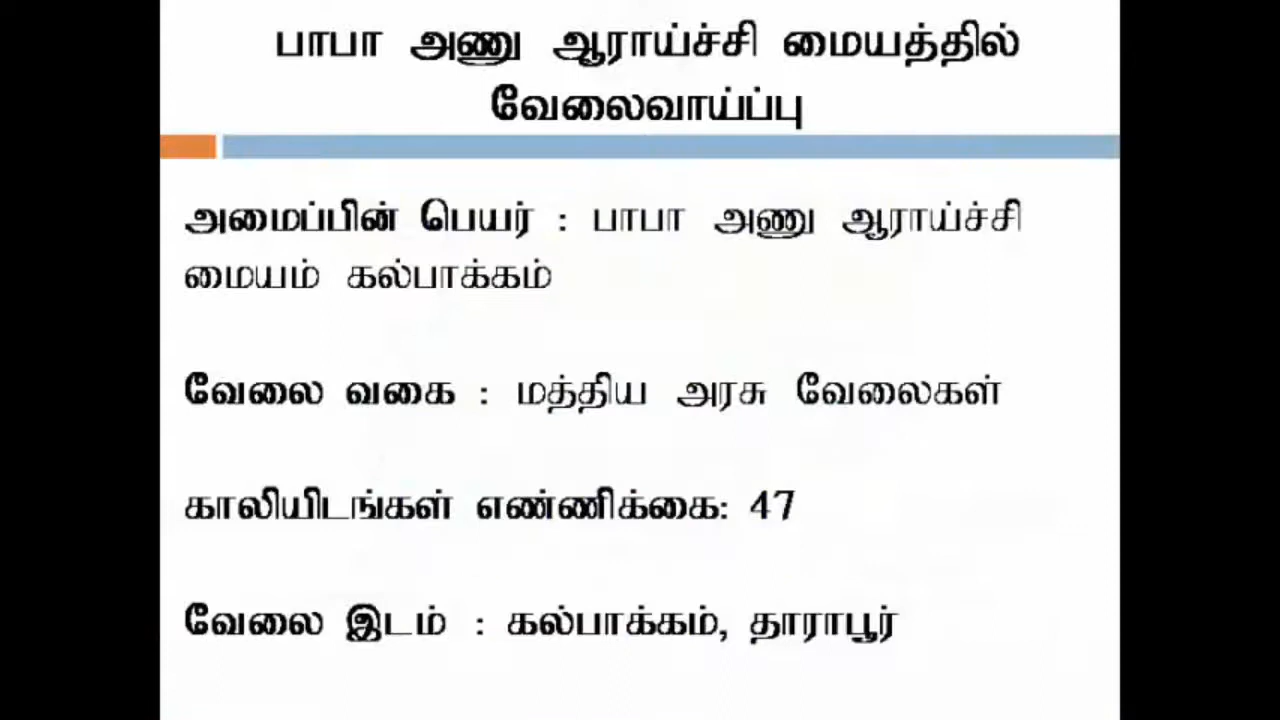 பாபா அணு ஆராய்ச்சி மையத்தில்
வேலைவாய்ப்பு
அமைப்பின் பெயர் : பாபா அணு ஆராய்ச்சி
மையம் கல்பாக்கம்
வேலை வகை : மத்திய அரசு வேலைகள்
காலியிடங்கள் எண்ணிக்கை: 47
வேலை இடம் : கல்பாக்கம், தாராபூர்